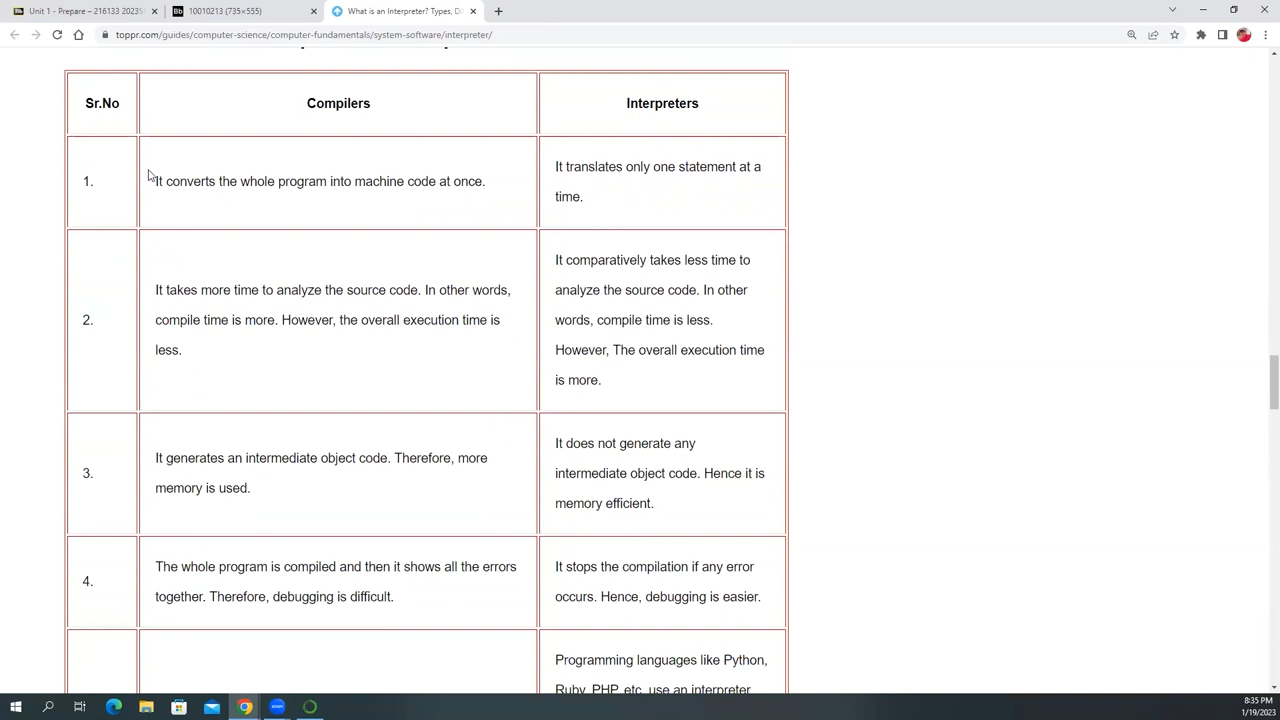 Unit 1 - Prepare – 216133 2023S
10010213 (735×555)
What is an Interpreter? Types, D
toppr.com/guides/computer-science/computer-fundamentals/system-software/interpreter/
Sr.No
Compilers
Interpreters
1.
It converts the whole program into machine code at once.
It translates only one statement at a
time.
2.
It takes more time to analyze the source code. In other words,
compile time is more. However, the overall execution time is
less.
It comparatively takes less time to
analyze the source code. In other
words, compile time is less.
However, The overall execution time
is more.
3.
It generates an intermediate object code. Therefore, more
memory is used.
It does not generate any
intermediate object code. Hence it is
memory efficient.
4.
The whole program is compiled and then it shows all the errors
together. Therefore, debugging is difficult.
It stops the compilation if any error
occurs. Hence, debugging is easier.
Programming languages like Python,
Ruby, PHP, etc. use an interpreter.
8:35 PM
1/19/2023